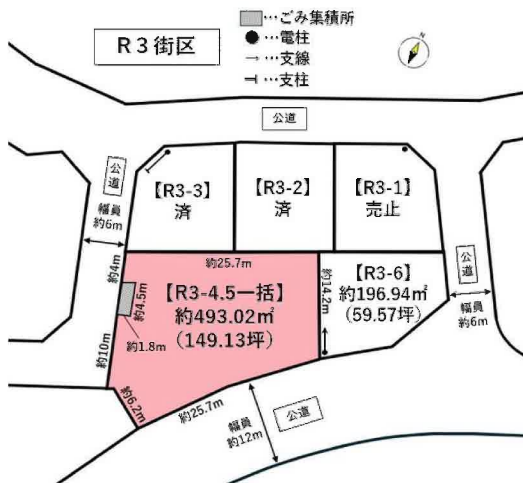 R3街区
…ごみ集積所
…電柱
…支線
…支柱
N
公道
公道
幅員
約6m
【R3-3】
済
【R3-2】
済
【R3-1】
売止
公道
幅員
約6m
約4m
約25.7m
約4.5m
約1.8m
約10m
【R3-4.5一括】
約493.02㎡
(149.13坪)
約14.2m
【R3-6】
約196.94㎡
(59.57坪)
約6.2m
約25.7m
幅員
約12m
公道